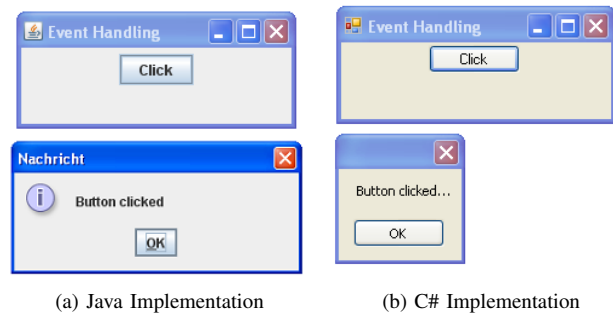 Event Handling
Click
Nachricht
Button clicked
OK
Event Handling
Click
Button clicked...
OK
(a) Java Implementation
(b) C# Implementation